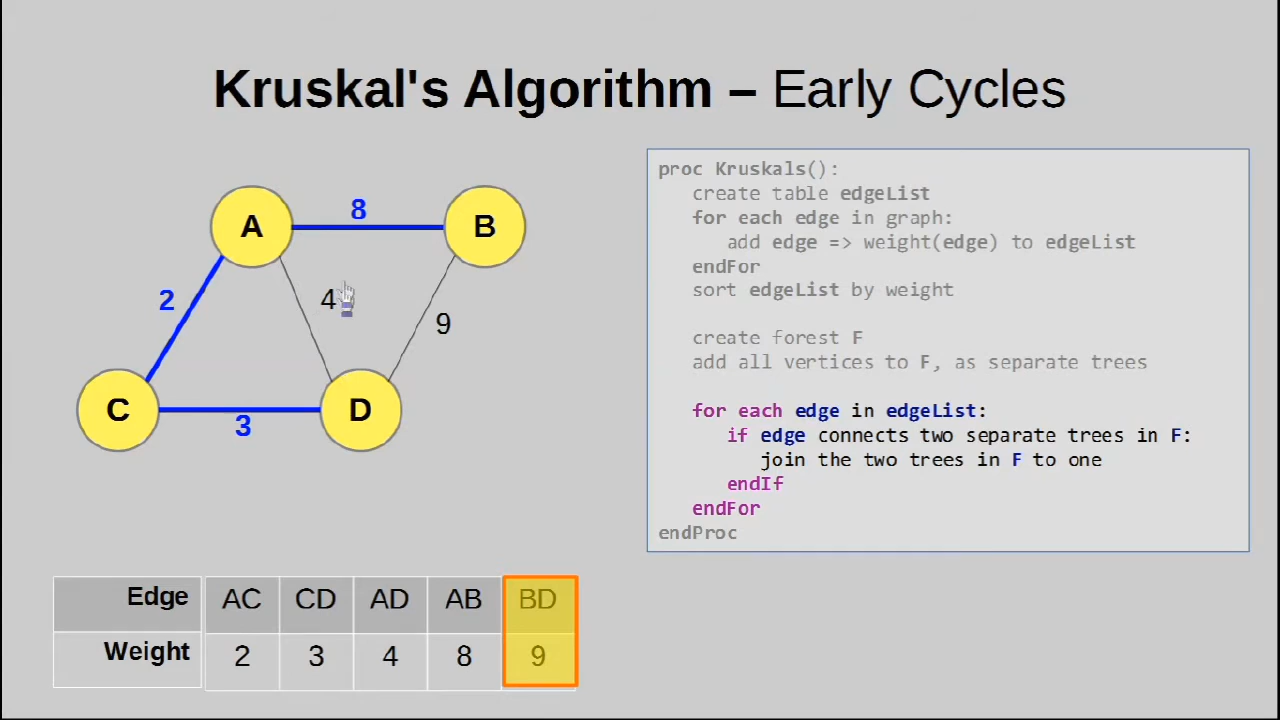 Kruskal's Algorithm – Early Cycles
A
8
B
2
4
9
C
3
D
proc Kruskals():
create table edgeList
for each edge in graph:
add edge => weight(edge) to edgeList
endFor
sort edgeList by weight
create forest F
add all vertices to F, as separate trees
for each edge in edgeList:
if edge connects two separate trees in F:
join the two trees in F to one
endIf
endFor
endProc
Edge AC CD AD AB BD
Weight 2 3 4 8 9